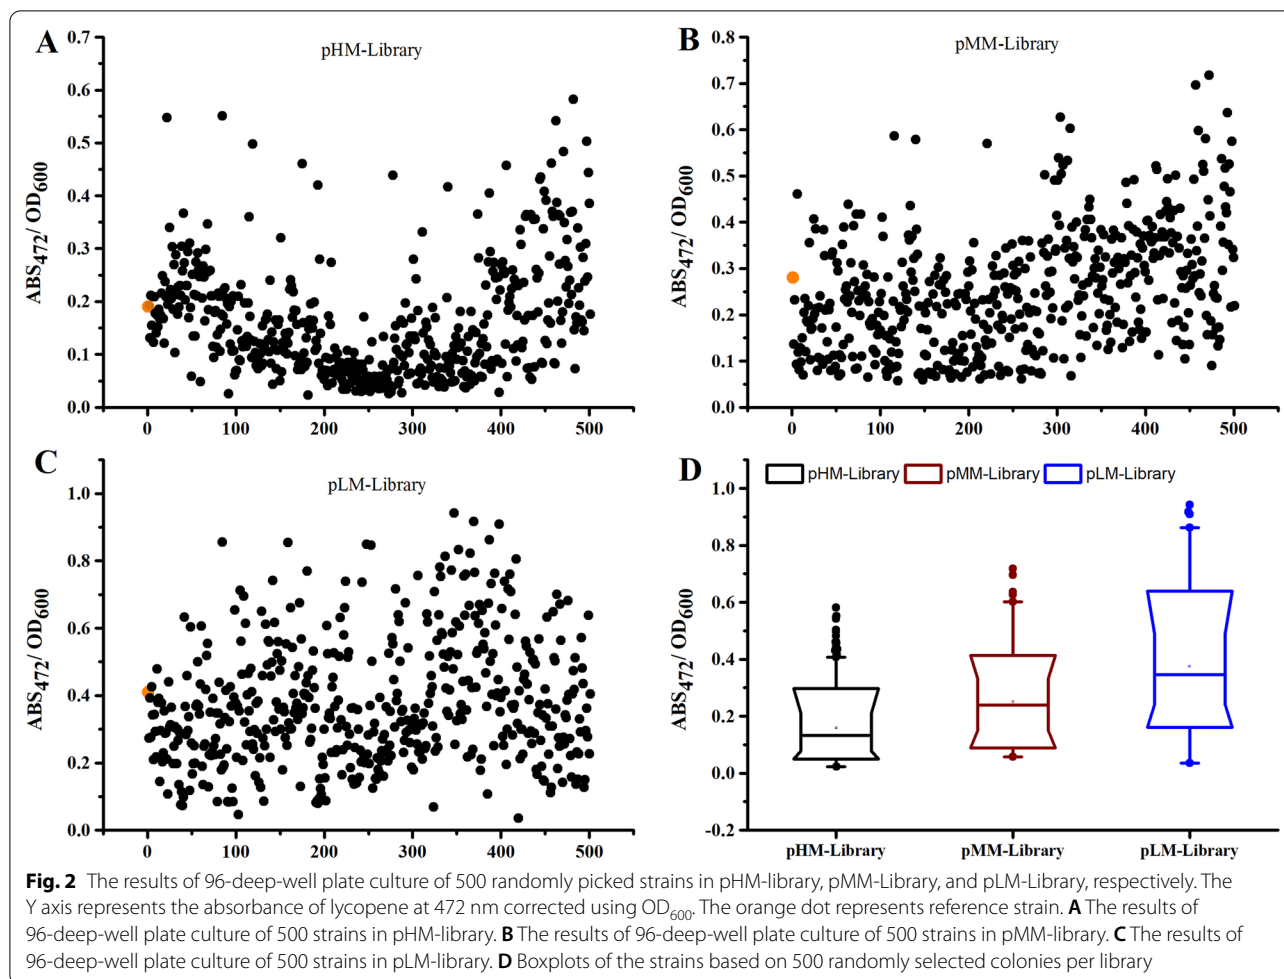 A
pHM-Library
0.7
0.6
0.5
0.4
0.3
0.2
0.1
0.0
ABS472/ OD600
0 100 200 300 400 500
B
pMM-Library
0.8
0.7
0.6
0.5
0.4
0.3
0.2
0.1
0.0
ABS472/ OD600
0 100 200 300 400 500
C
pLM-Library
1.0
0.8
0.6
0.4
0.2
0.0
ABS472/ OD600
0 100 200 300 400 500
D
pHM-Library pMM-Library pLM-Library
1.0
0.8
0.6
0.4
0.2
0.0
-0.2
ABS472/ OD600
pHM-Library pMM-Library pLM-Library
Fig. 2 The results of 96-deep-well plate culture of 500 randomly picked strains in pHM-library, pMM-Library, and pLM-Library, respectively. The
Y axis represents the absorbance of lycopene at 472 nm corrected using OD600. The orange dot represents reference strain. A The results of
96-deep-well plate culture of 500 strains in pHM-library. B The results of 96-deep-well plate culture of 500 strains in pMM-library. C The results of
96-deep-well plate culture of 500 strains in pLM-library. D Boxplots of the strains based on 500 randomly selected colonies per library